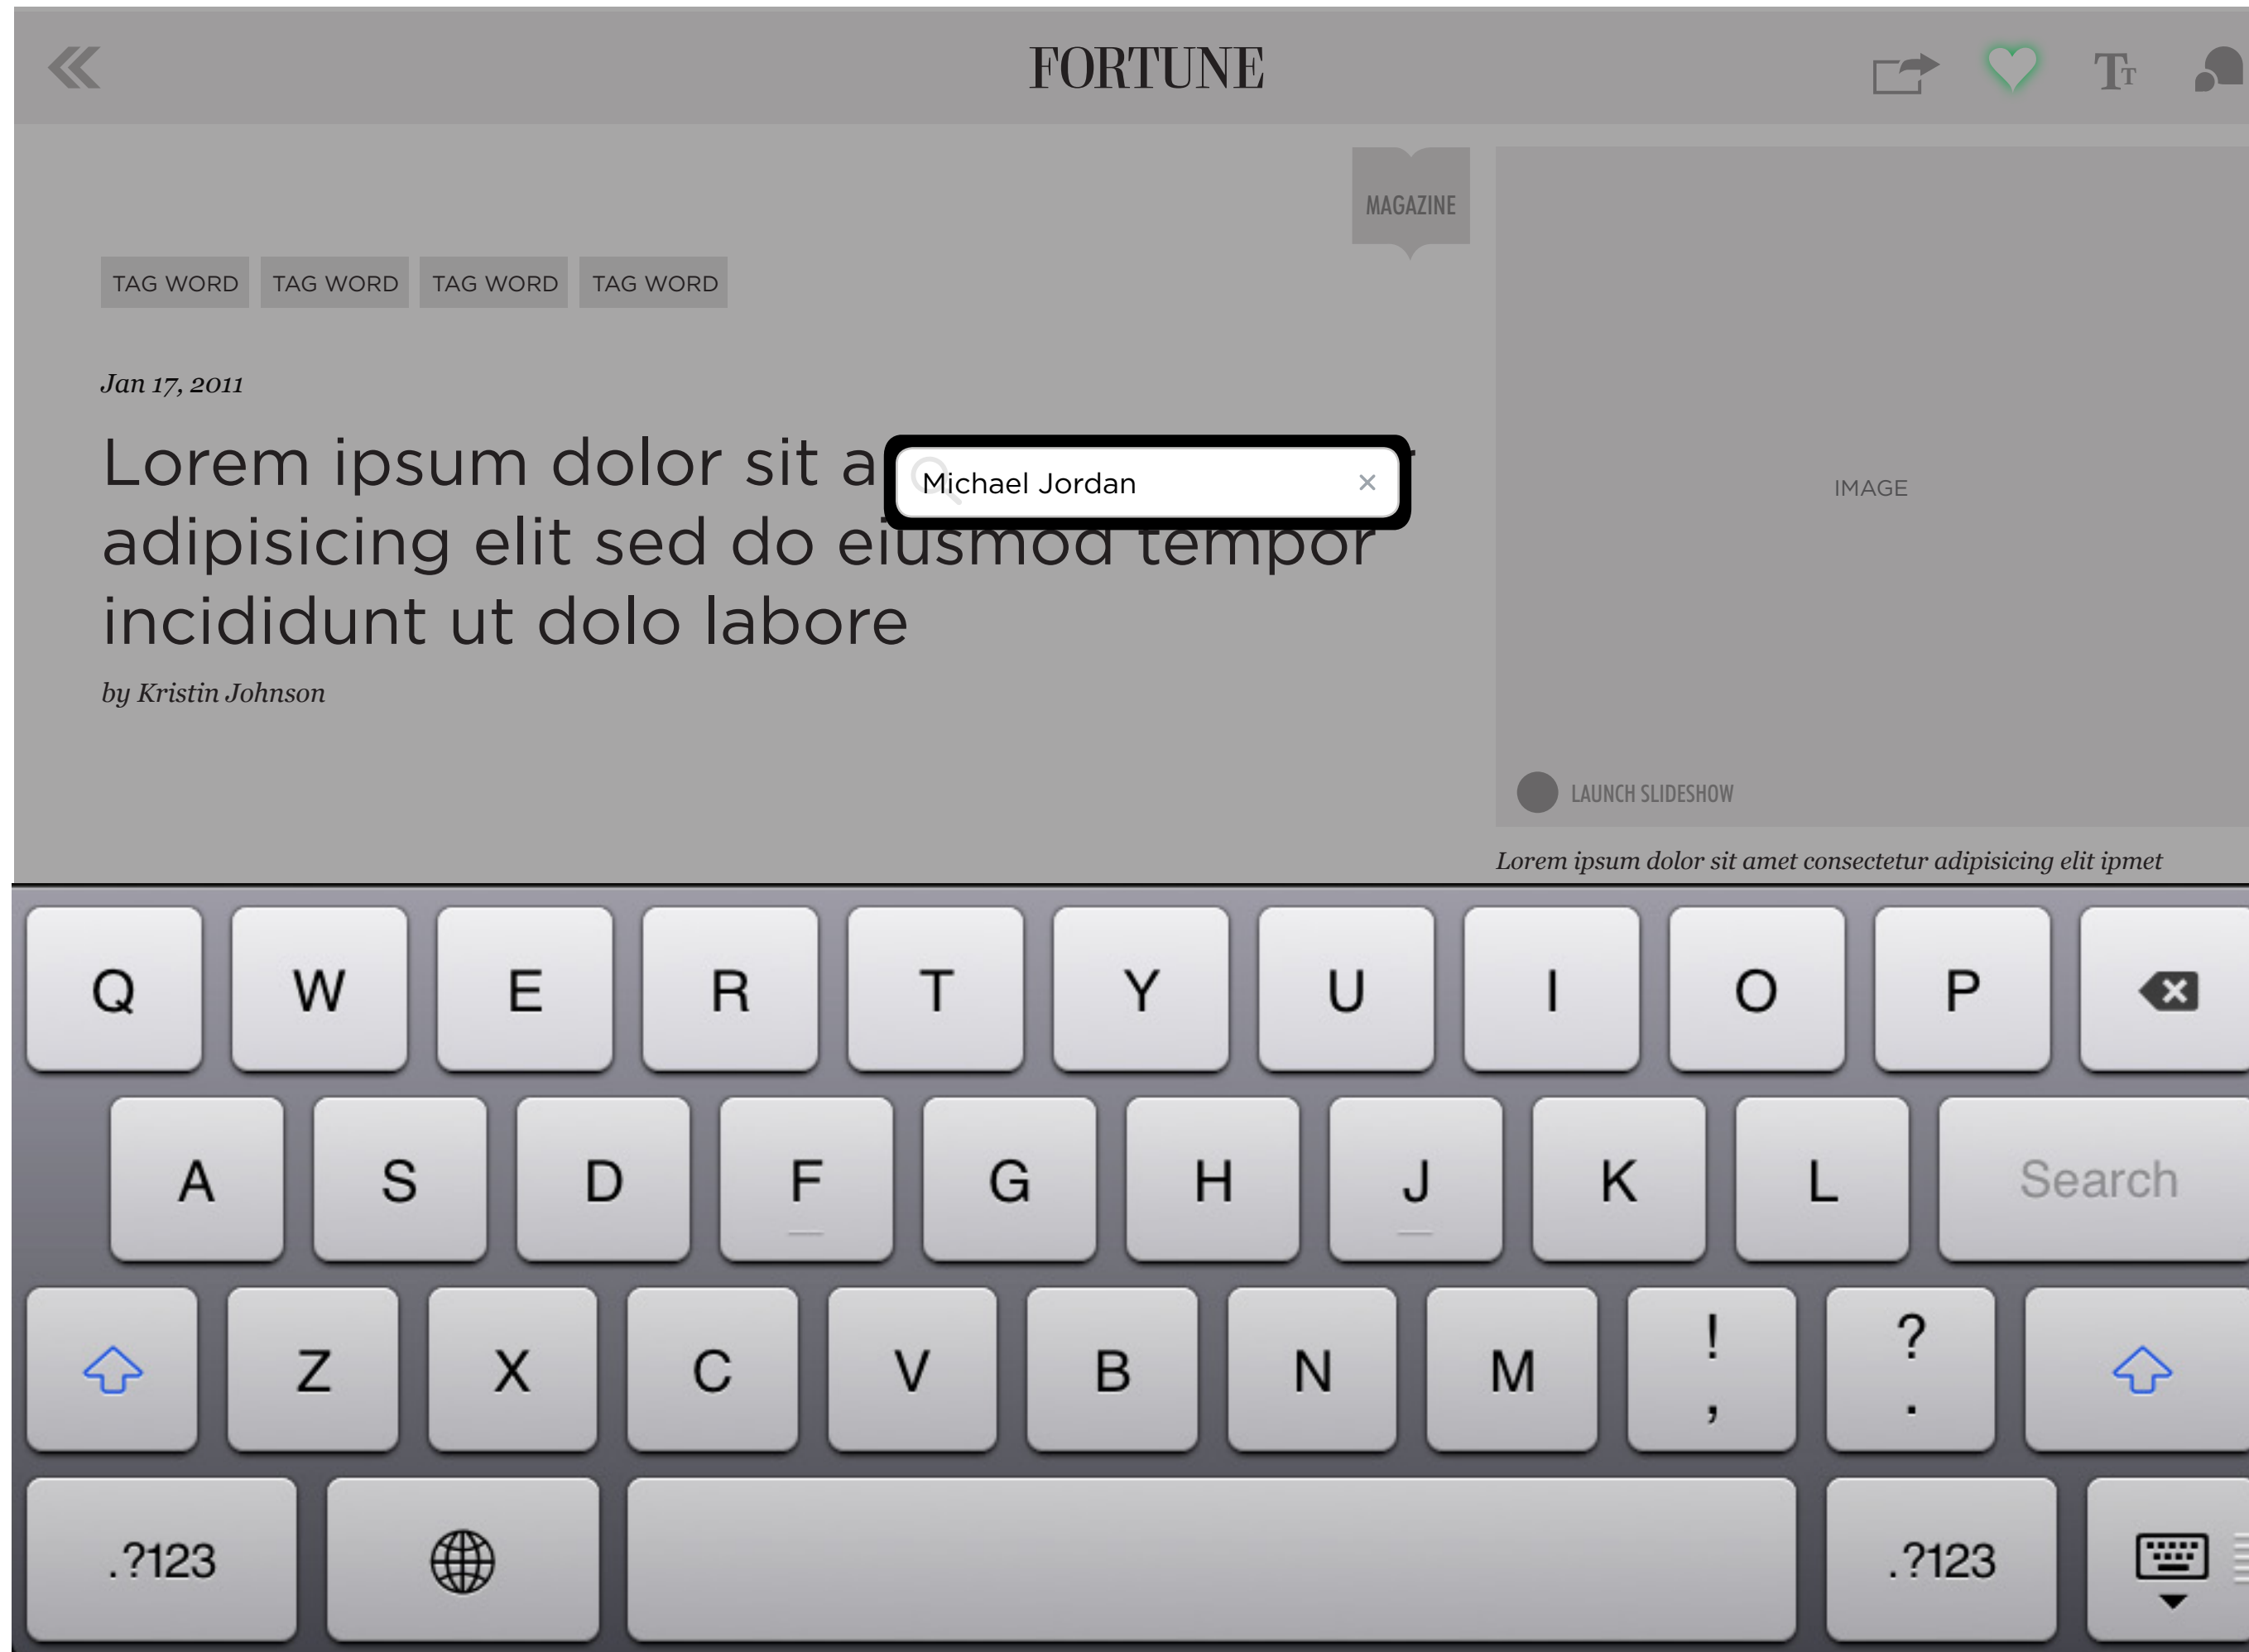 FORTUNE
TT
MAGAZINE
TAG WORD TAG WORD TAG WORD TAG WORD
Jan 17, 2011
Lorem ipsum dolor sit a
Michael Jordan
adipisicing elit sed do eiusmod tempor
incididunt ut dolo labore
by Kristin Johnson
IMAGE
LAUNCH SLIDESHOW
Lorem ipsum dolor sit amet consectetur adipisicing elit ipmet
Q W E R T Y U I O P
A S D F G H J K L Search
Z X C V B N M ! ?
, .
.?123 .?123